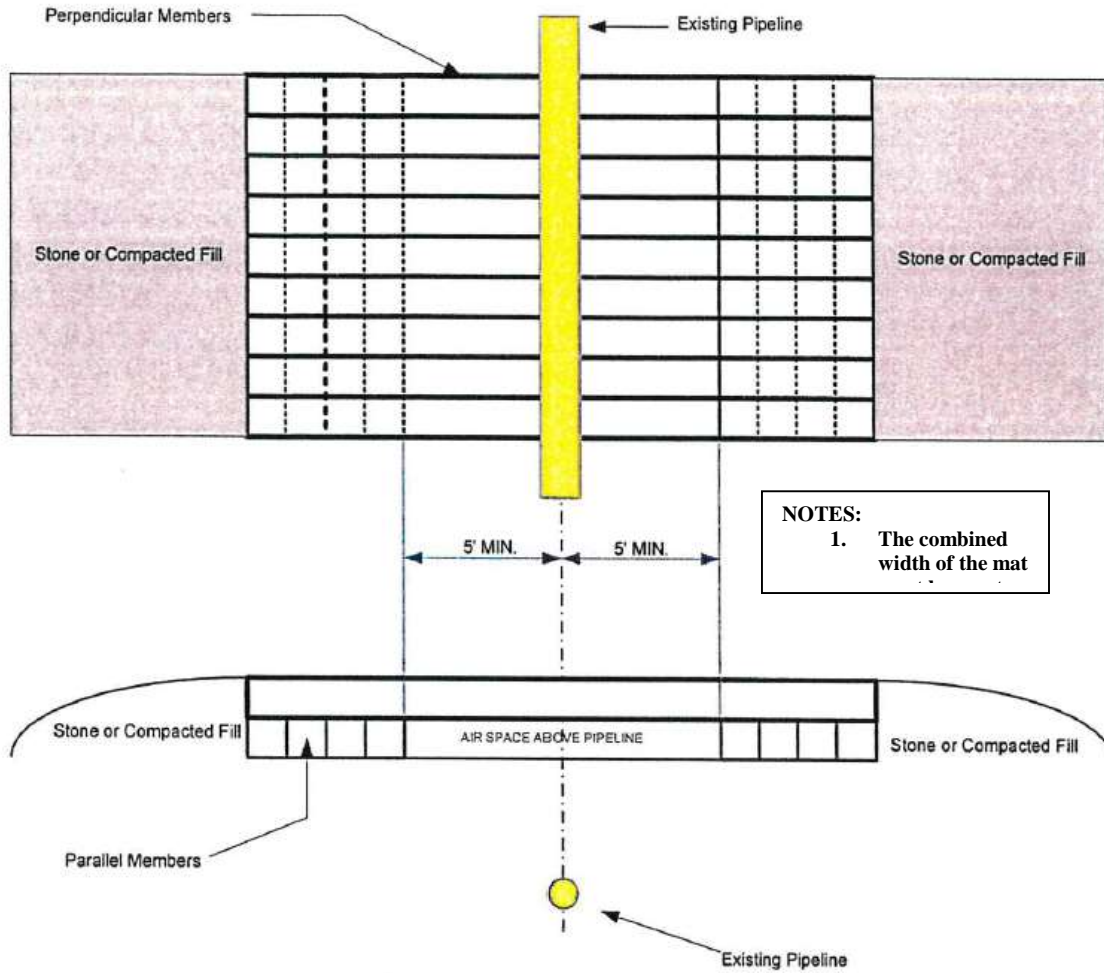 Perpendicular Members
Existing Pipeline
Stone or Compacted Fill
Stone or Compacted Fill
5' MIN.
5' MIN.
NOTES:
1. The combined
width of the mat
Stone or Compacted Fill
AIR SPACE ABOVE PIPELINE
Stone or Compacted Fill
Parallel Members
Existing Pipeline